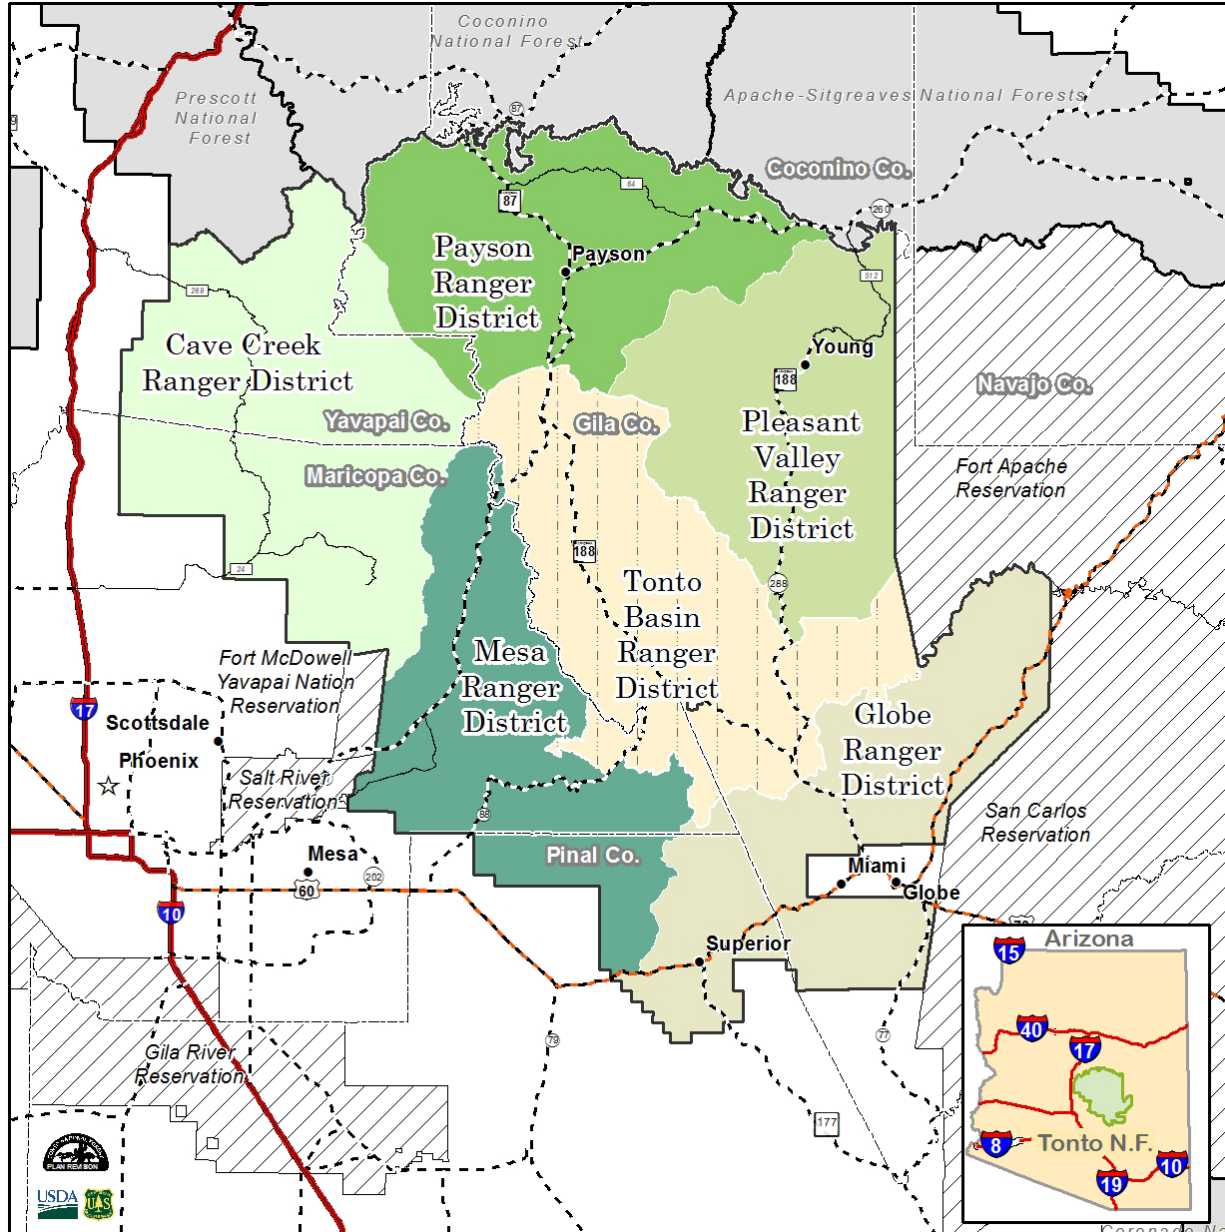 Coconino
National Forest
87
Prescott
National
Forest
Apache-Sitgreaves National Forests
Coconino Co.
64
87
260
Payson
Ranger
District
Payson
512
269
Cave Creek
Ranger District
Young
188
Navajo Co.
Yavapai Co.
Gila Co.
Pleasant
Valley
Ranger
District
Maricopa Co.
Fort Apache
Reservation
188
24
288
Tonto
Basin
Ranger
District
Mesa
Ranger
District
Fort McDowell
Yavapai Nation
Reservation
17
Scottsdale
Phoenix
Globe
Ranger
District
Salt River
Reservation
88
San Carlos
Reservation
Mesa
202
60
Pinal Co.
Miami
Globe
10
Superior
79
77
Gila River
Reservation
177
PLAN REVISION
USDA
UAS
Arizona
15
40
17
8
Tonto N.F.
19
10